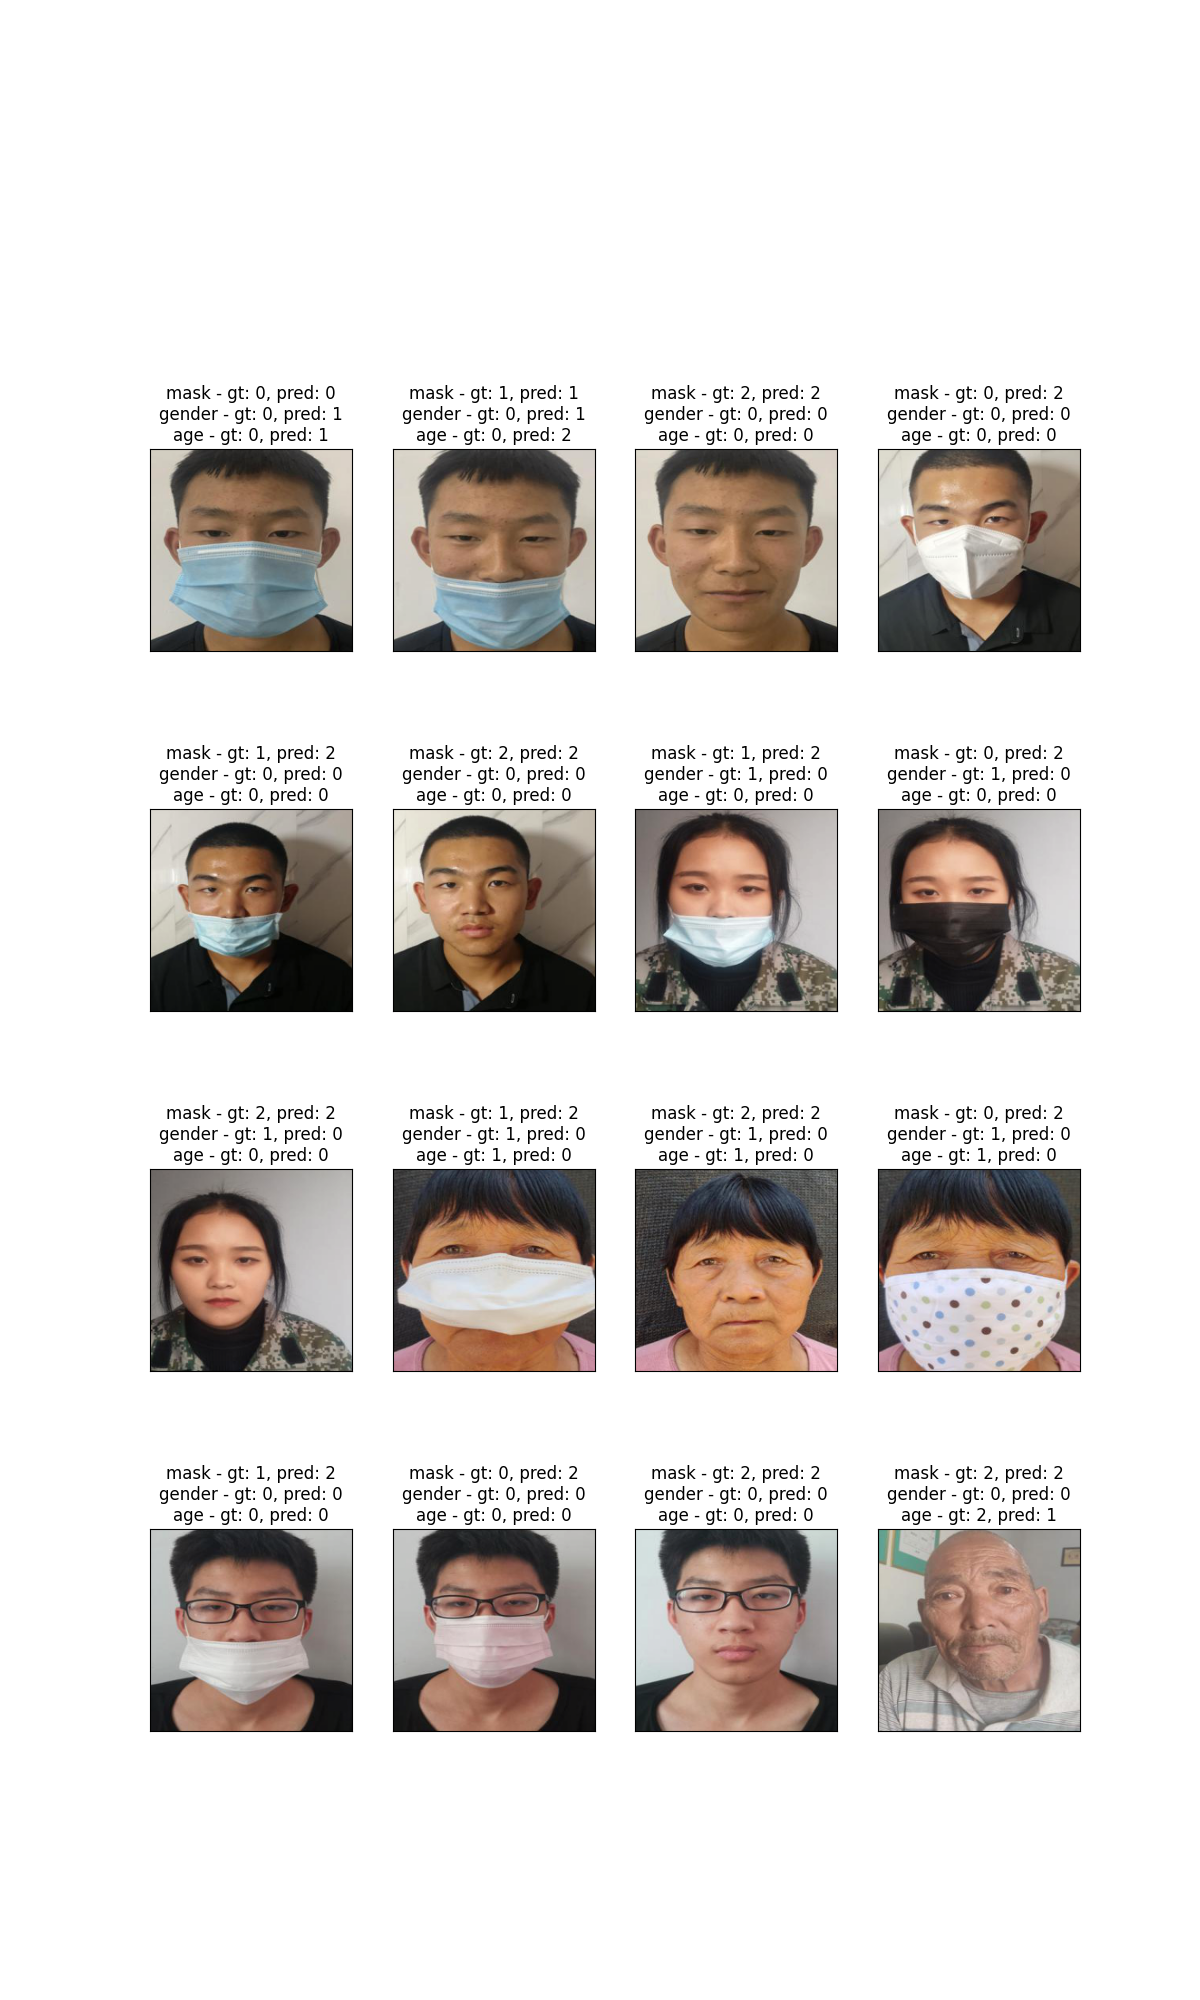 mask - gt: 0, pred: 0
gender - gt: 0, pred: 1
age - gt: 0, pred: 1
mask - gt: 1, pred: 1
gender - gt: 0, pred: 1
age - gt: 0, pred: 2
mask - gt: 2, pred: 2
gender - gt: 0, pred: 0
age - gt: 0, pred: 0
mask - gt: 0, pred: 2
gender - gt: 0, pred: 0
age - gt: 0, pred: 0
mask - gt: 1, pred: 2
gender - gt: 0, pred: 0
age - gt: 0, pred: 0
mask - gt: 2, pred: 2
gender - gt: 0, pred: 0
age - gt: 0, pred: 0
mask - gt: 1, pred: 2
gender - gt: 1, pred: 0
age - gt: 0, pred: 0
mask - gt: 0, pred: 2
gender - gt: 1, pred: 0
age - gt: 0, pred: 0
mask - gt: 2, pred: 2
gender - gt: 1, pred: 0
age - gt: 0, pred: 0
mask - gt: 1, pred: 2
gender - gt: 1, pred: 0
age - gt: 1, pred: 0
mask - gt: 2, pred: 2
gender - gt: 1, pred: 0
age - gt: 1, pred: 0
mask - gt: 0, pred: 2
gender - gt: 1, pred: 0
age - gt: 1, pred: 0
mask - gt: 1, pred: 2
gender - gt: 0, pred: 0
age - gt: 0, pred: 0
mask - gt: 0, pred: 2
gender - gt: 0, pred: 0
age - gt: 0, pred: 0
mask - gt: 2, pred: 2
gender - gt: 0, pred: 0
age - gt: 0, pred: 0
mask - gt: 2, pred: 2
gender - gt: 0, pred: 0
age - gt: 2, pred: 1